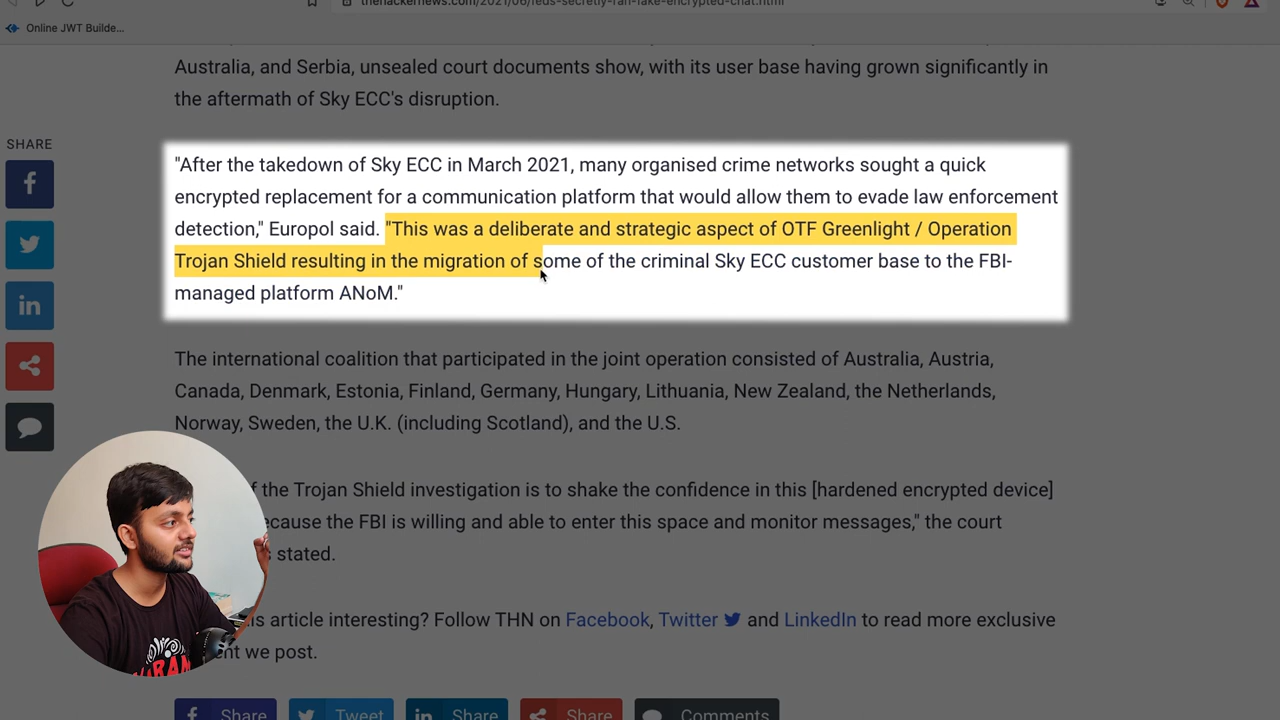 thehackernews.com/2021/06/feds-secretly-ran-fake-encrypted-chat.html
Online JWT Builde...
Australia, and Serbia, unsealed court documents show, with its user base having grown significantly in
the aftermath of Sky ECC's disruption.
SHARE
"After the takedown of Sky ECC in March 2021, many organised crime networks sought a quick
encrypted replacement for a communication platform that would allow them to evade law enforcement
detection," Europol said. "This was a deliberate and strategic aspect of OTF Greenlight / Operation
Trojan Shield resulting in the migration of some of the criminal Sky ECC customer base to the FBI-
managed platform ANoM."
The international coalition that participated in the joint operation consisted of Australia, Austria,
Canada, Denmark, Estonia, Finland, Germany, Hungary, Lithuania, New Zealand, the Netherlands,
Norway, Sweden, the U.K. (including Scotland), and the U.S.
of the Trojan Shield investigation is to shake the confidence in this [hardened encrypted device]
because the FBI is willing and able to enter this space and monitor messages," the court
stated.
article interesting? Follow THN on Facebook, Twitter and LinkedIn to read more exclusive
we post.
Share Tweet Share Share Comments